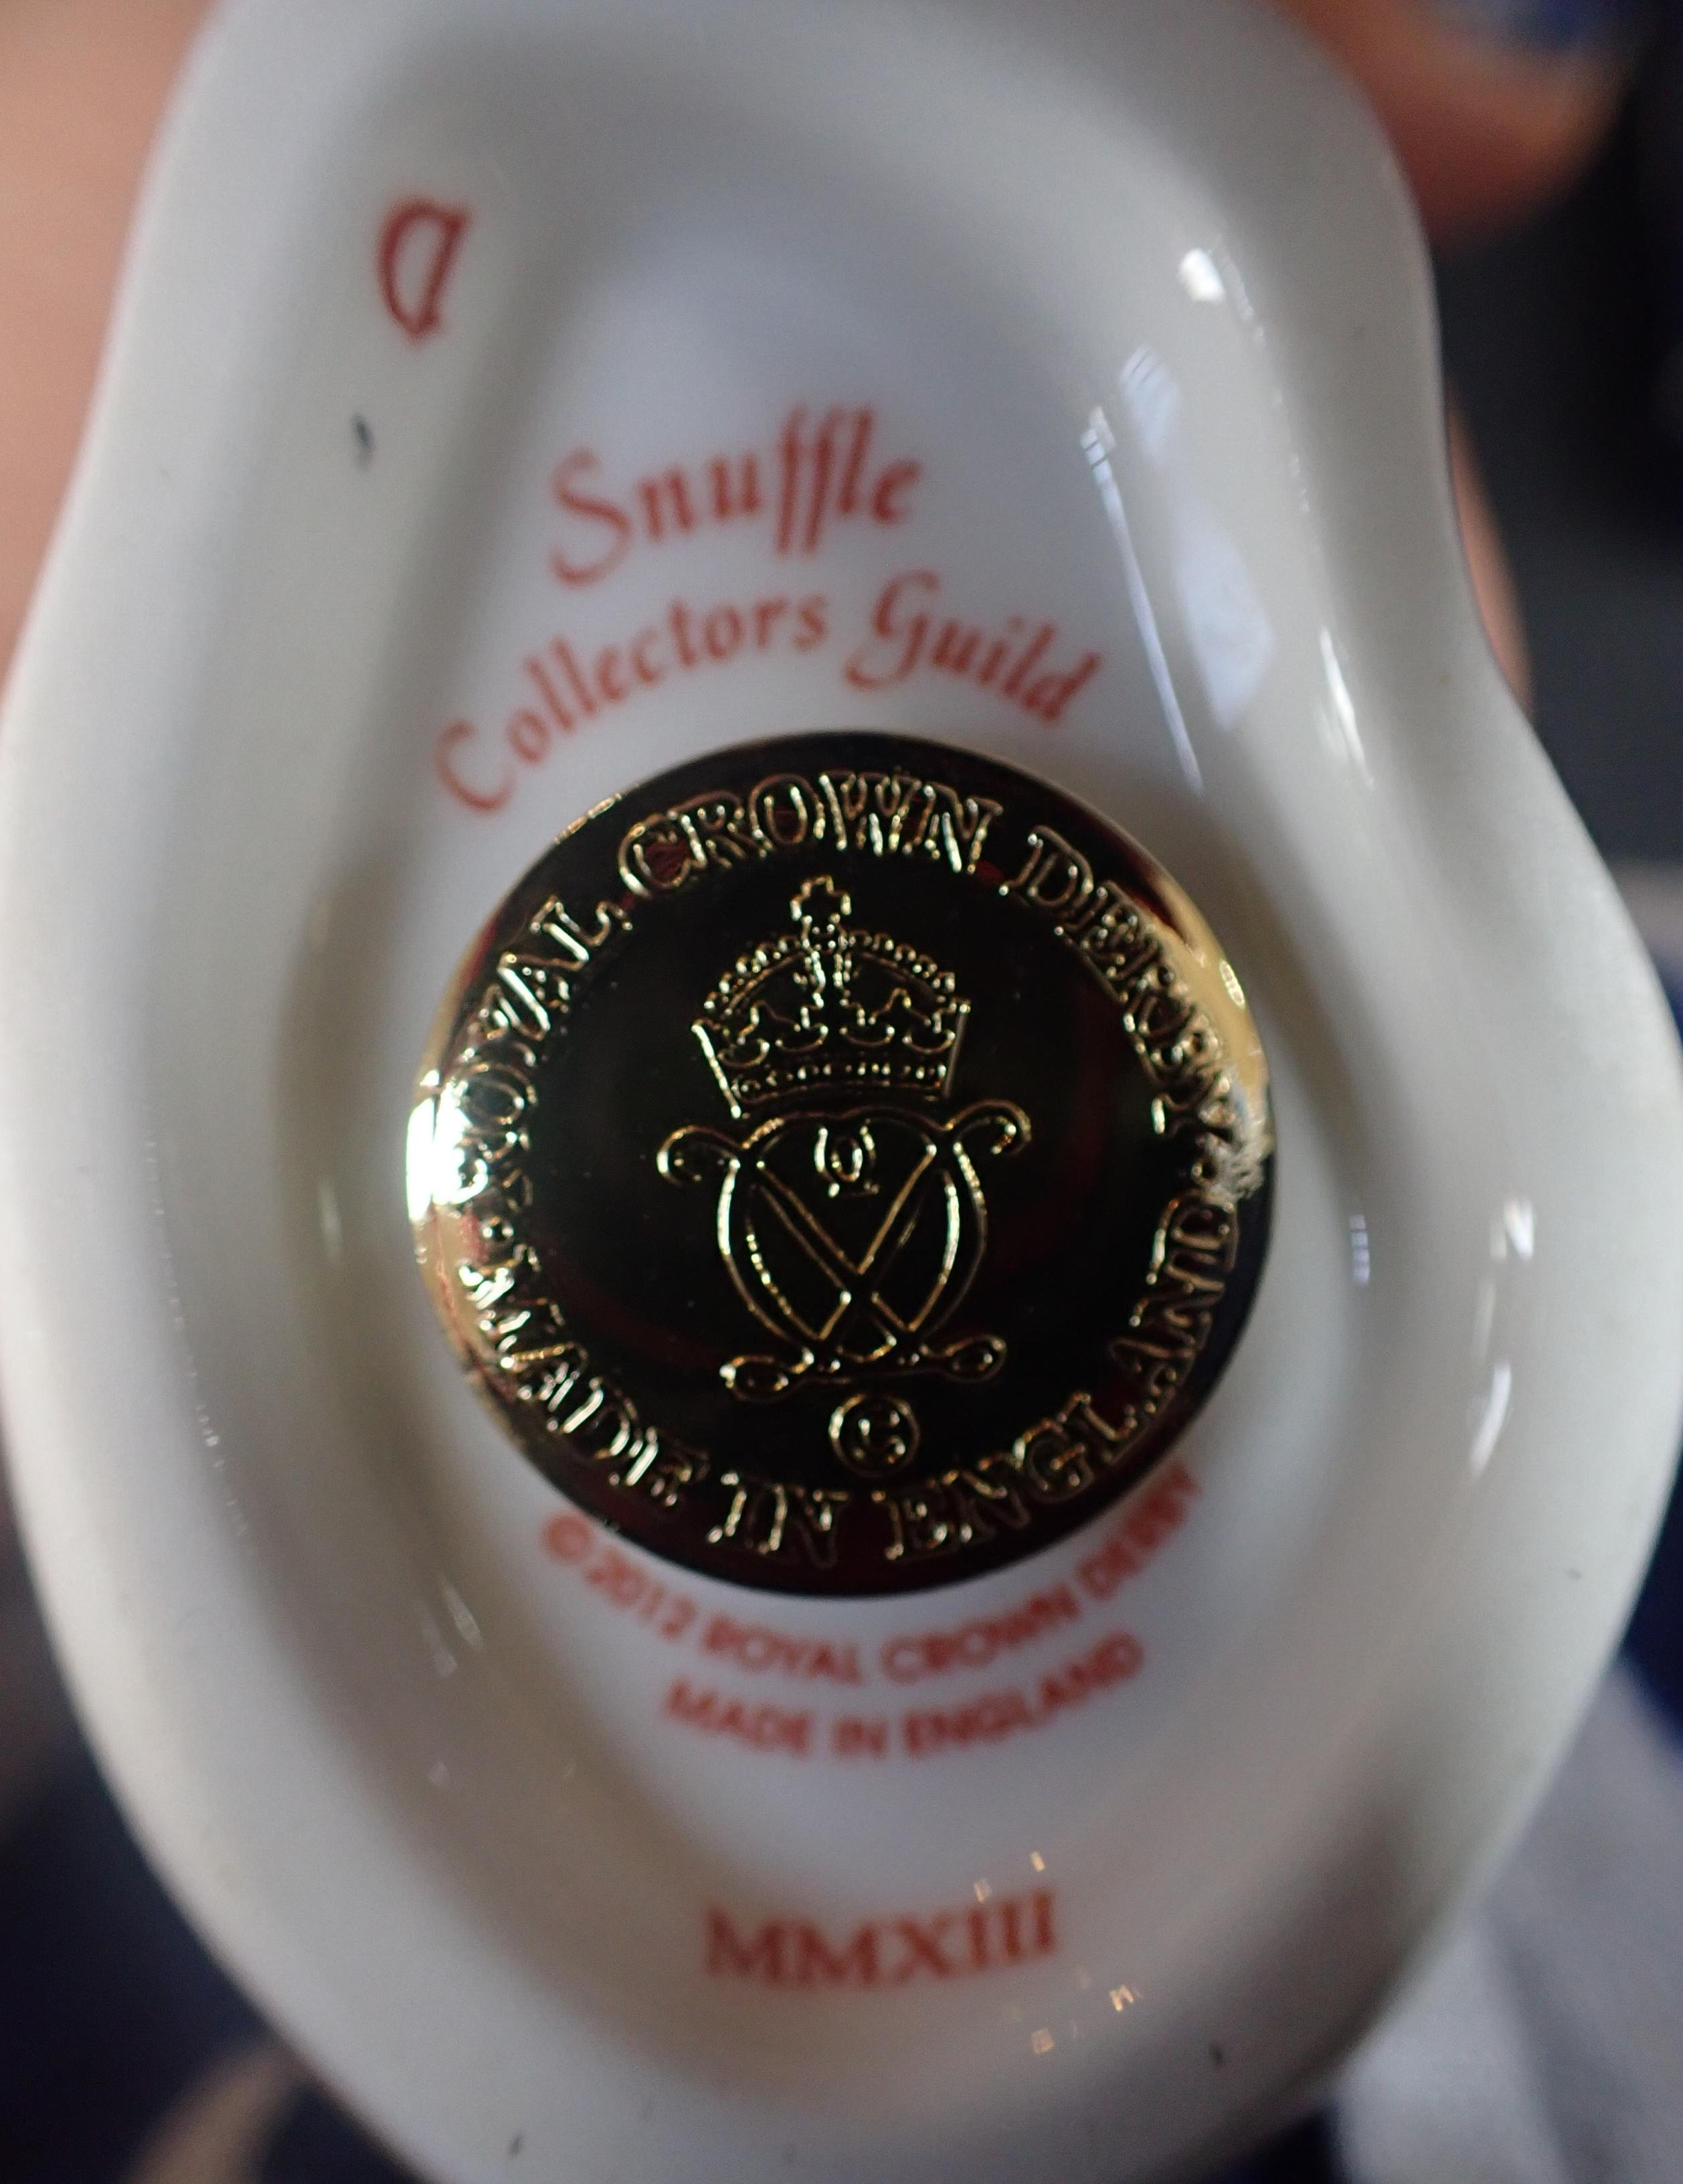 D
Snuffle
Collectors Guild
ROYAL CROWN DERBY
• MADE IN ENGLAND •
©
© 2012 ROYAL CROWN DERBY
MADE IN ENGLAND
MMXIII